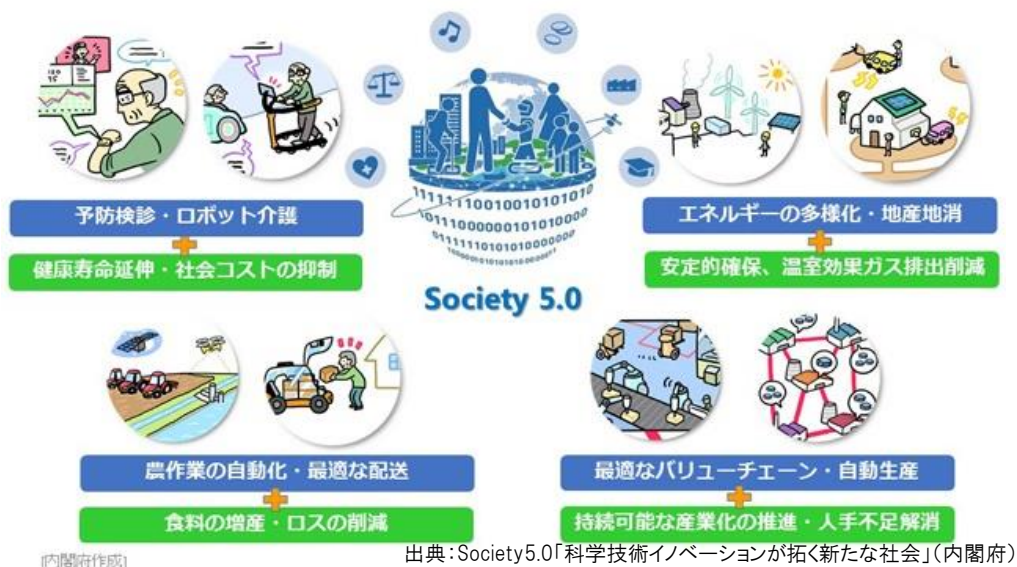 予防検診・ロボット介護
健康寿命延伸・社会コストの抑制
エネルギーの多様化・地産地消
安定的確保、温室効果ガス排出削減
Society 5.0
農作業の自動化・最適な配送
食料の増産・ロスの削減
最適なバリューチェーン・自動生産
持続可能な産業化の推進・人手不足解消
[内閣府作成]
出典：Society5.0「科学技術イノベーションが拓く新たな社会」（内閣府）